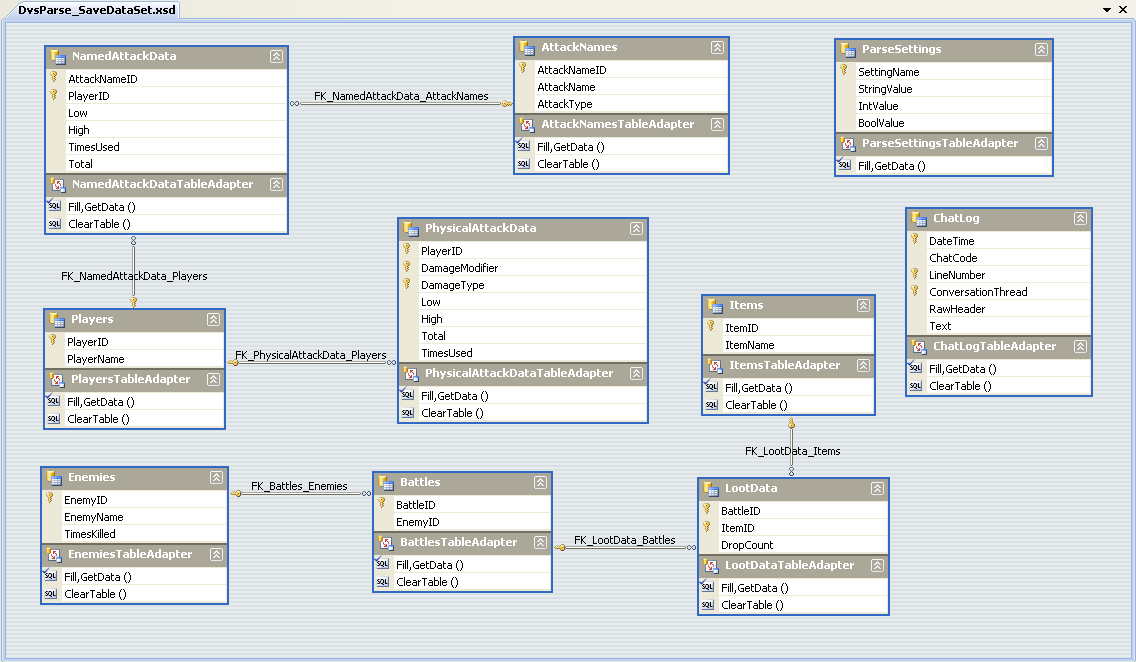 DvsParse_SaveDataSet.xsd
NamedAttackData
AttackNameID
PlayerID
Low
High
TimesUsed
Total
NamedAttackDataTableAdapter
SQL Fill,GetData ()
SQL ClearTable ()
FK_NamedAttackData_AttackNames
AttackNames
AttackNameID
AttackName
AttackType
AttackNamesTableAdapter
SQL Fill,GetData ()
SQL ClearTable ()
ParseSettings
SettingName
StringValue
IntValue
BoolValue
ParseSettingsTableAdapter
SQL Fill,GetData ()
FK_NamedAttackData_Players
Players
PlayerID
PlayerName
PlayersTableAdapter
SQL Fill,GetData ()
SQL ClearTable ()
FK_PhysicalAttackData_Players
PhysicalAttackData
PlayerID
DamageModifier
DamageType
Low
High
Total
TimesUsed
PhysicalAttackDataTableAdapter
SQL Fill,GetData ()
SQL ClearTable ()
Items
ItemID
ItemName
ItemsTableAdapter
SQL Fill,GetData ()
SQL ClearTable ()
ChatLog
DateTime
ChatCode
LineNumber
ConversationThread
RawHeader
Text
ChatLogTableAdapter
SQL Fill,GetData ()
SQL ClearTable ()
FK_LootData_Items
Enemies
EnemyID
EnemyName
TimesKilled
EnemiesTableAdapter
SQL Fill,GetData ()
SQL ClearTable ()
FK_Battles_Enemies
Battles
BattleID
EnemyID
BattlesTableAdapter
SQL Fill,GetData ()
SQL ClearTable ()
FK_LootData_Battles
LootData
BattleID
ItemID
DropCount
LootDataTableAdapter
SQL Fill,GetData ()
SQL ClearTable ()